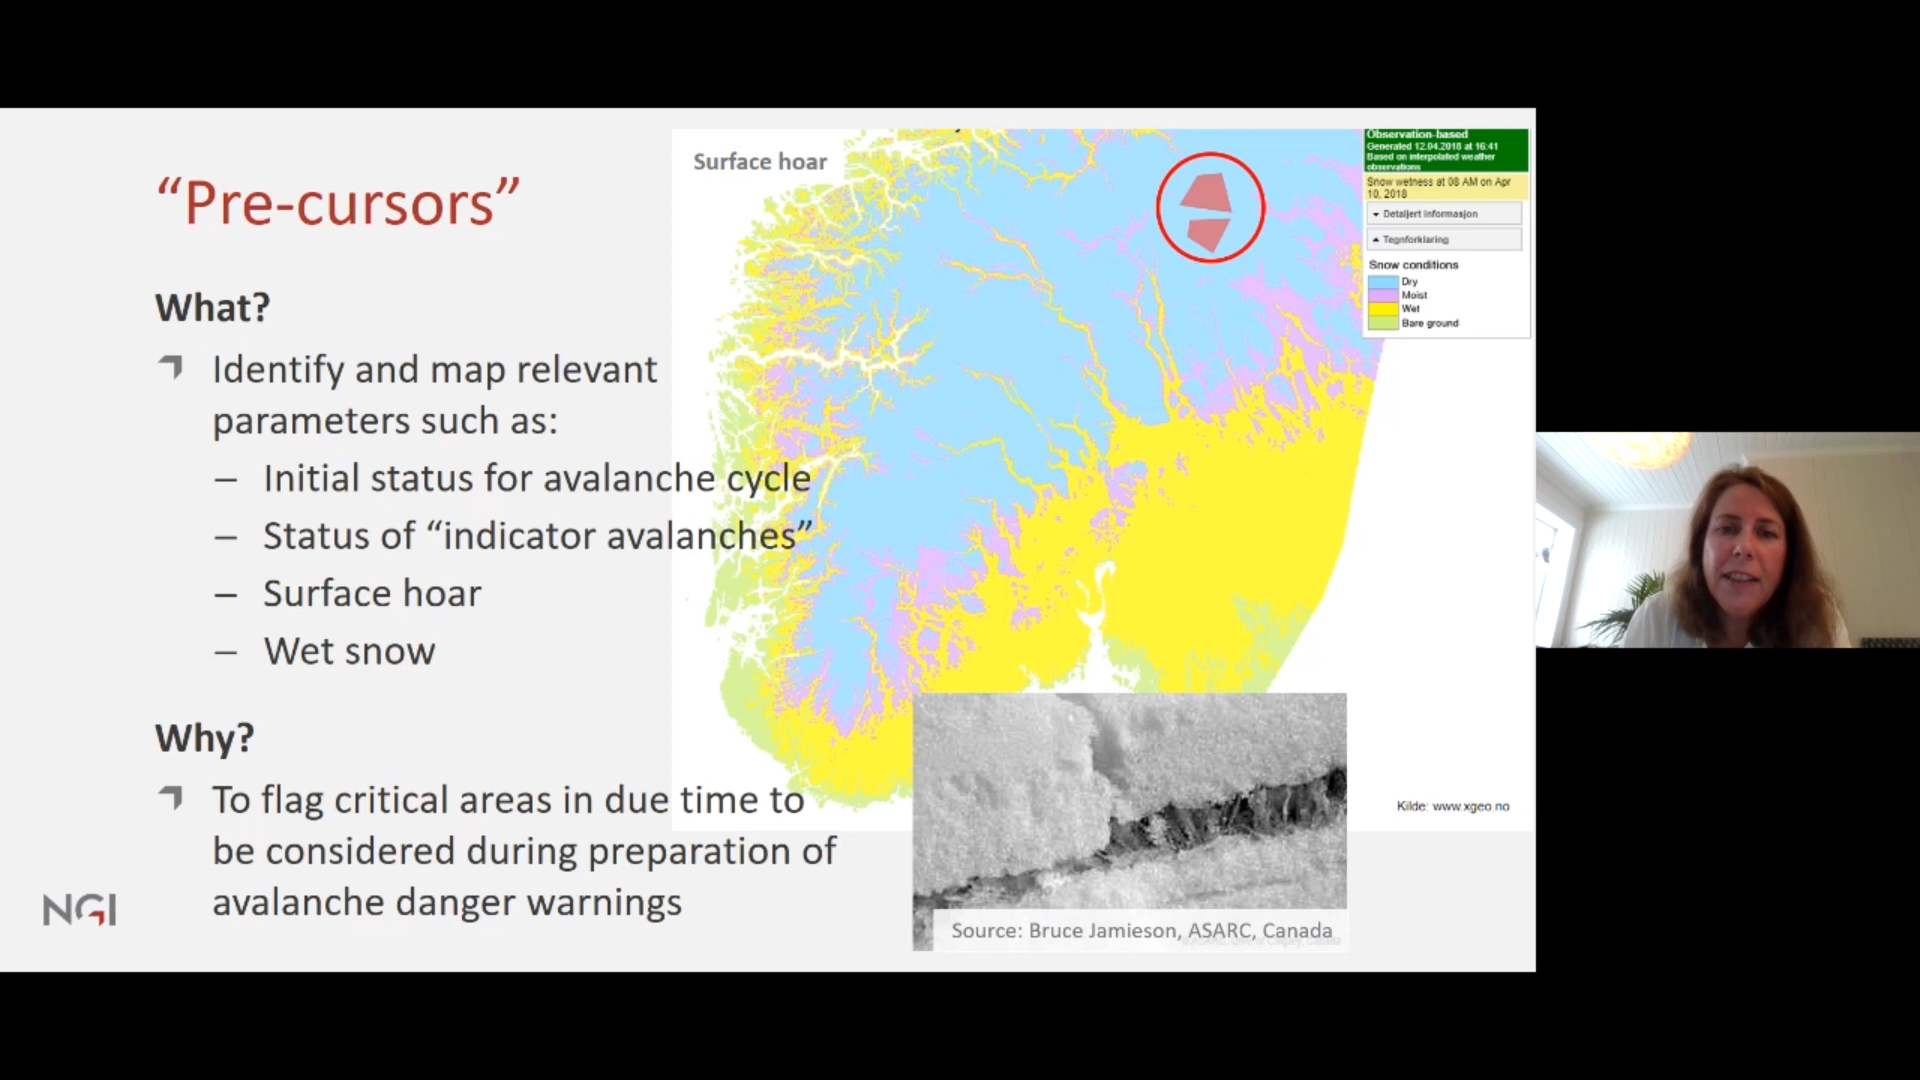 “Pre-cursors”
What?
Identify and map relevant
parameters such as:
– Initial status for avalanche cycle
– Status of “indicator avalanches”
– Surface hoar
– Wet snow
Why?
To flag critical areas in due time to
be considered during preparation of
avalanche danger warnings
NGI
Surface hoar
Observation-based
Generated 12.04.2018 at 16:41
Based on interpolated weather
observations
Snow wetness at 08 AM on Apr
10, 2018
Detaljert informasjon
Tegnforklaring
Snow conditions
Dry
Moist
Wet
Bare ground
Kilde: www.xgeo.no
Source: Bruce Jamieson, ASARC, Canada